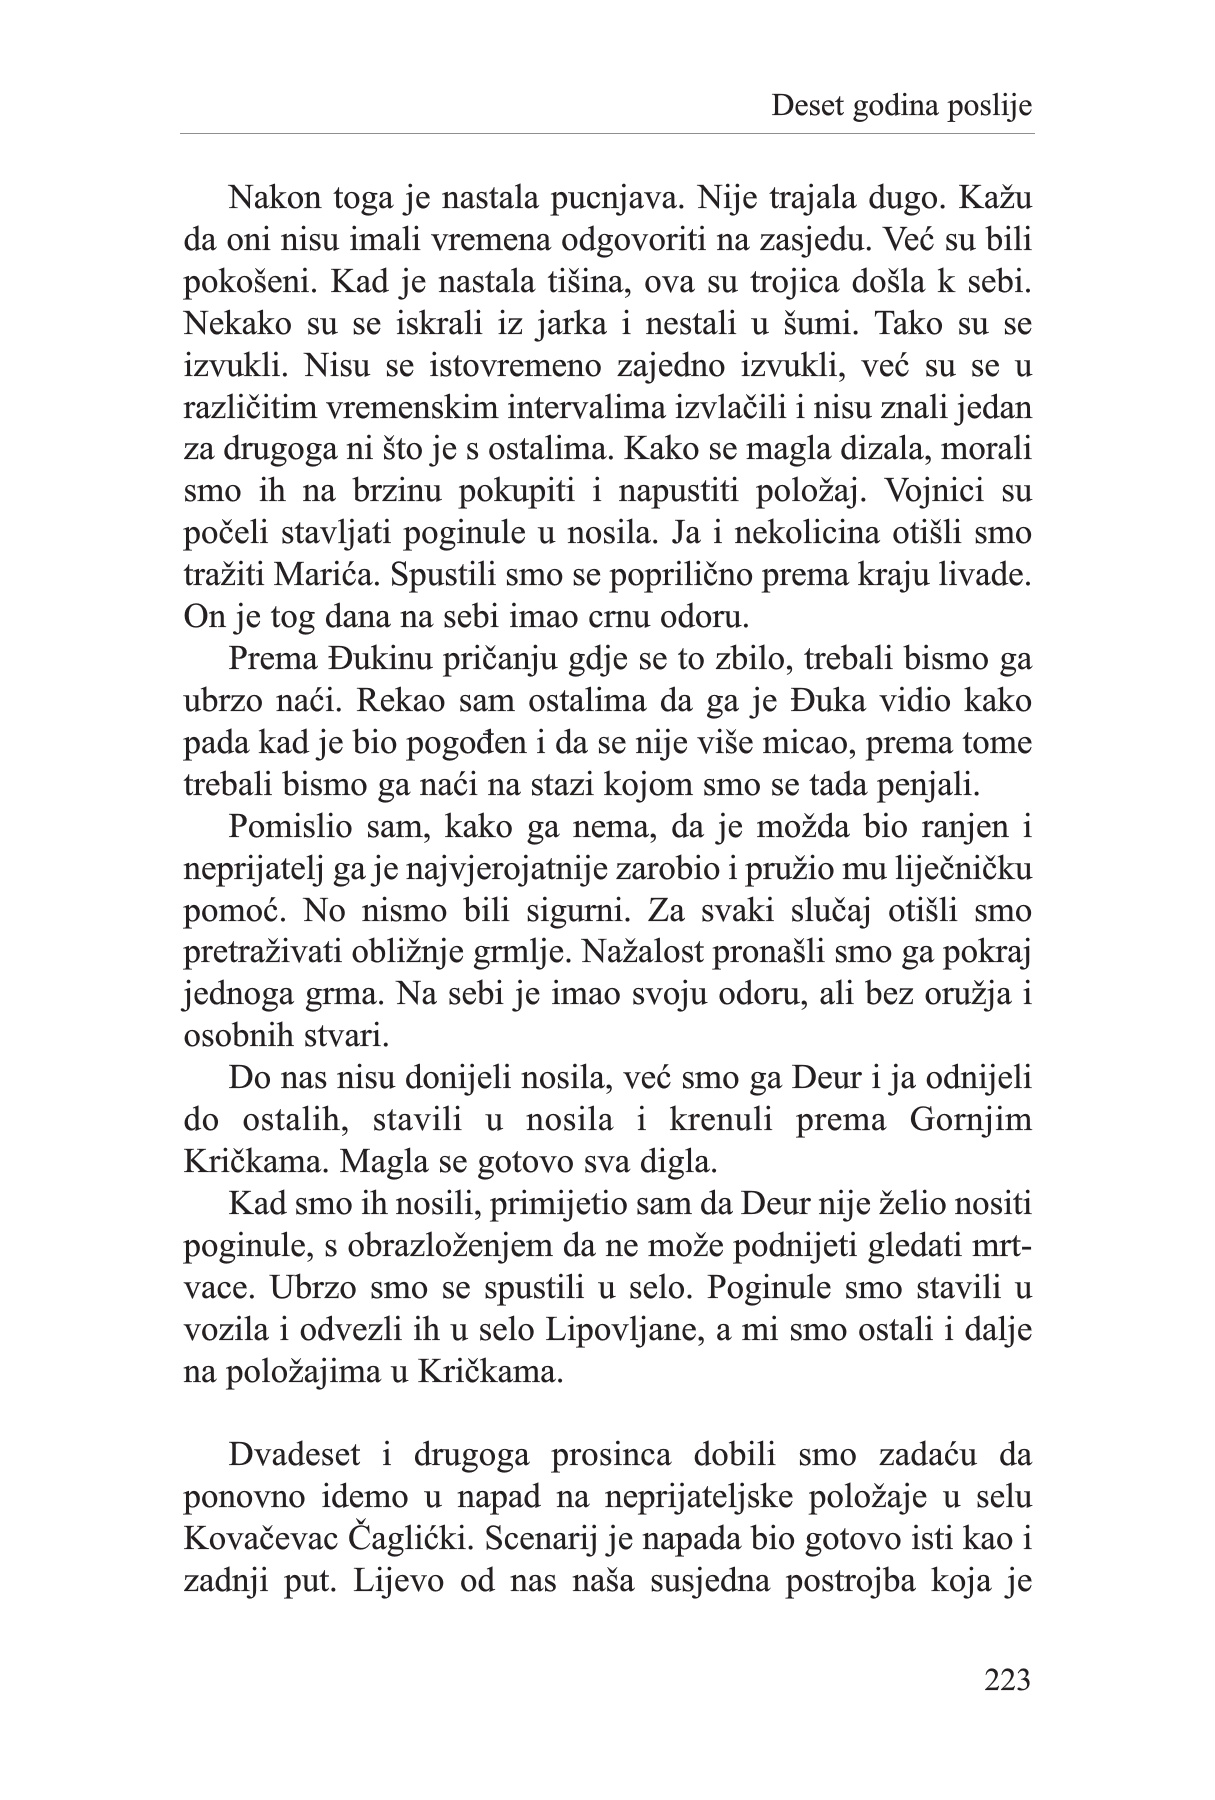 Deset godina poslije
Nakon toga je nastala pucnjava. Nije trajala dugo. Kažu
da oni nisu imali vremena odgovoriti na zasjedu. Već su bili
pokošeni. Kad je nastala tišina, ova su trojica došla k sebi.
Nekako su se iskrali iz jarka i nestali u šumi. Tako su se
izvukli. Nisu se istovremeno zajedno izvukli, već su se u
različitim vremenskim intervalima izvlačili i nisu znali jedan
za drugoga ni što je s ostalima. Kako se magla dizala, morali
smo ih na brzinu pokupiti i napustiti položaj. Vojnici su
počeli stavljati poginule u nosila. Ja i nekolicina otišli smo
tražiti Marića. Spustili smo se poprilično prema kraju livade.
On je tog dana na sebi imao crnu odoru.
Prema Đukinu pričanju gdje se to zbilo, trebali bismo ga
ubrzo naći. Rekao sam ostalima da ga je Đuka vidio kako
pada kad je bio pogođen i da se nije više micao, prema tome
trebali bismo ga naći na stazi kojom smo se tada penjali.
Pomislio sam, kako ga nema, da je možda bio ranjen i
neprijatelj ga je najvjerojatnije zarobio i pružio mu liječničku
pomoć. No nismo bili sigurni. Za svaki slučaj otišli smo
pretraživati obližnje grmlje. Nažalost pronašli smo ga pokraj
jednoga grma. Na sebi je imao svoju odoru, ali bez oružja i
osobnih stvari.
Do nas nisu donijeli nosila, već smo ga Deur i ja odnijeli
do ostalih, stavili u nosila i krenuli prema Gornjim
Kričkama. Magla se gotovo sva digla.
Kad smo ih nosili, primijetio sam da Deur nije želio nositi
poginule, s obrazloženjem da ne može podnijeti gledati mrt-
vace. Ubrzo smo se spustili u selo. Poginule smo stavili u
vozila i odvezli ih u selo Lipovljane, a mi smo ostali i dalje
na položajima u Kričkama.
Dvadeset i drugoga prosinca dobili smo zadaću da
ponovno idemo u napad na neprijateljske položaje u selu
Kovačevac Čaglićki. Scenarij je napada bio gotovo isti kao i
zadnji put. Lijevo od nas naša susjedna postrojba koja je
223